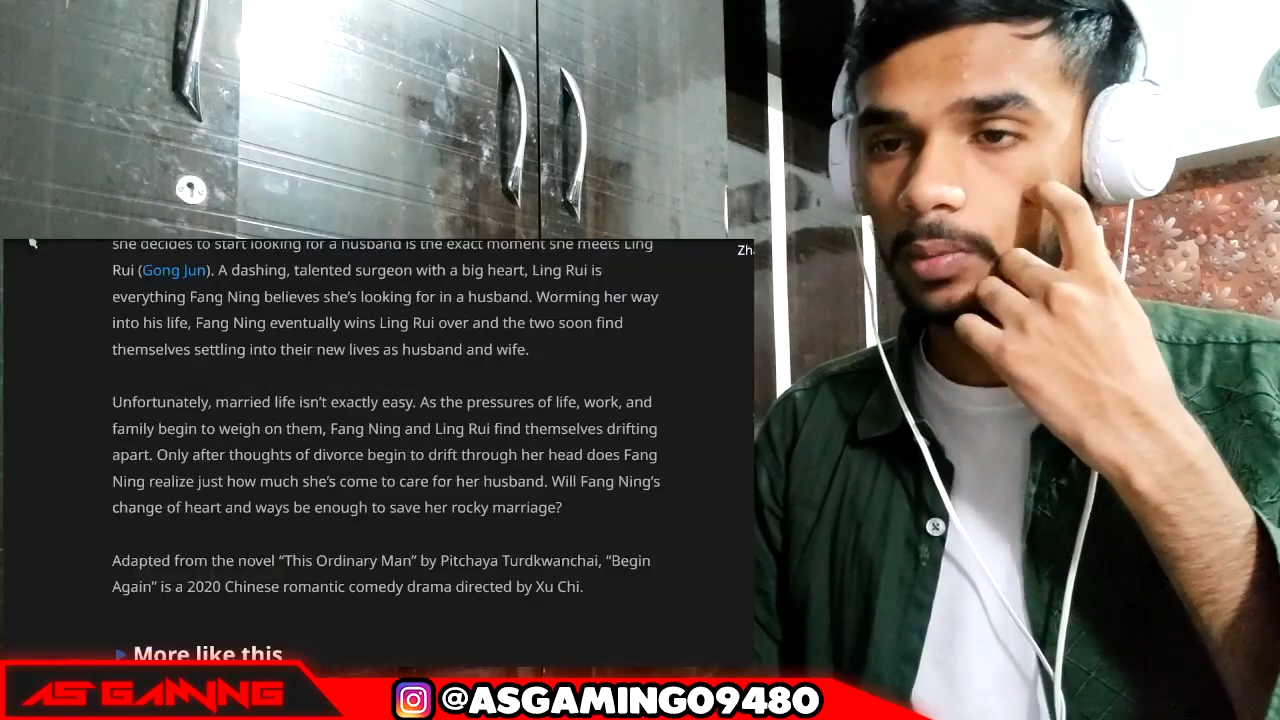 she decides to start looking for a husband is the exact moment she meets Ling
Rui (Gong Jun). A dashing, talented surgeon with a big heart, Ling Rui is
everything Fang Ning believes she’s looking for in a husband. Worming her way
into his life, Fang Ning eventually wins Ling Rui over and the two soon find
themselves settling into their new lives as husband and wife.
Unfortunately, married life isn’t exactly easy. As the pressures of life, work, and
family begin to weigh on them, Fang Ning and Ling Rui find themselves drifting
apart. Only after thoughts of divorce begin to drift through her head does Fang
Ning realize just how much she’s come to care for her husband. Will Fang Ning’s
change of heart and ways be enough to save her rocky marriage?
Adapted from the novel “This Ordinary Man” by Pitchaya Turdkwanchai, “Begin
Again” is a 2020 Chinese romantic comedy drama directed by Xu Chi.
More like this
AS GAMING
@ASGAMING09480